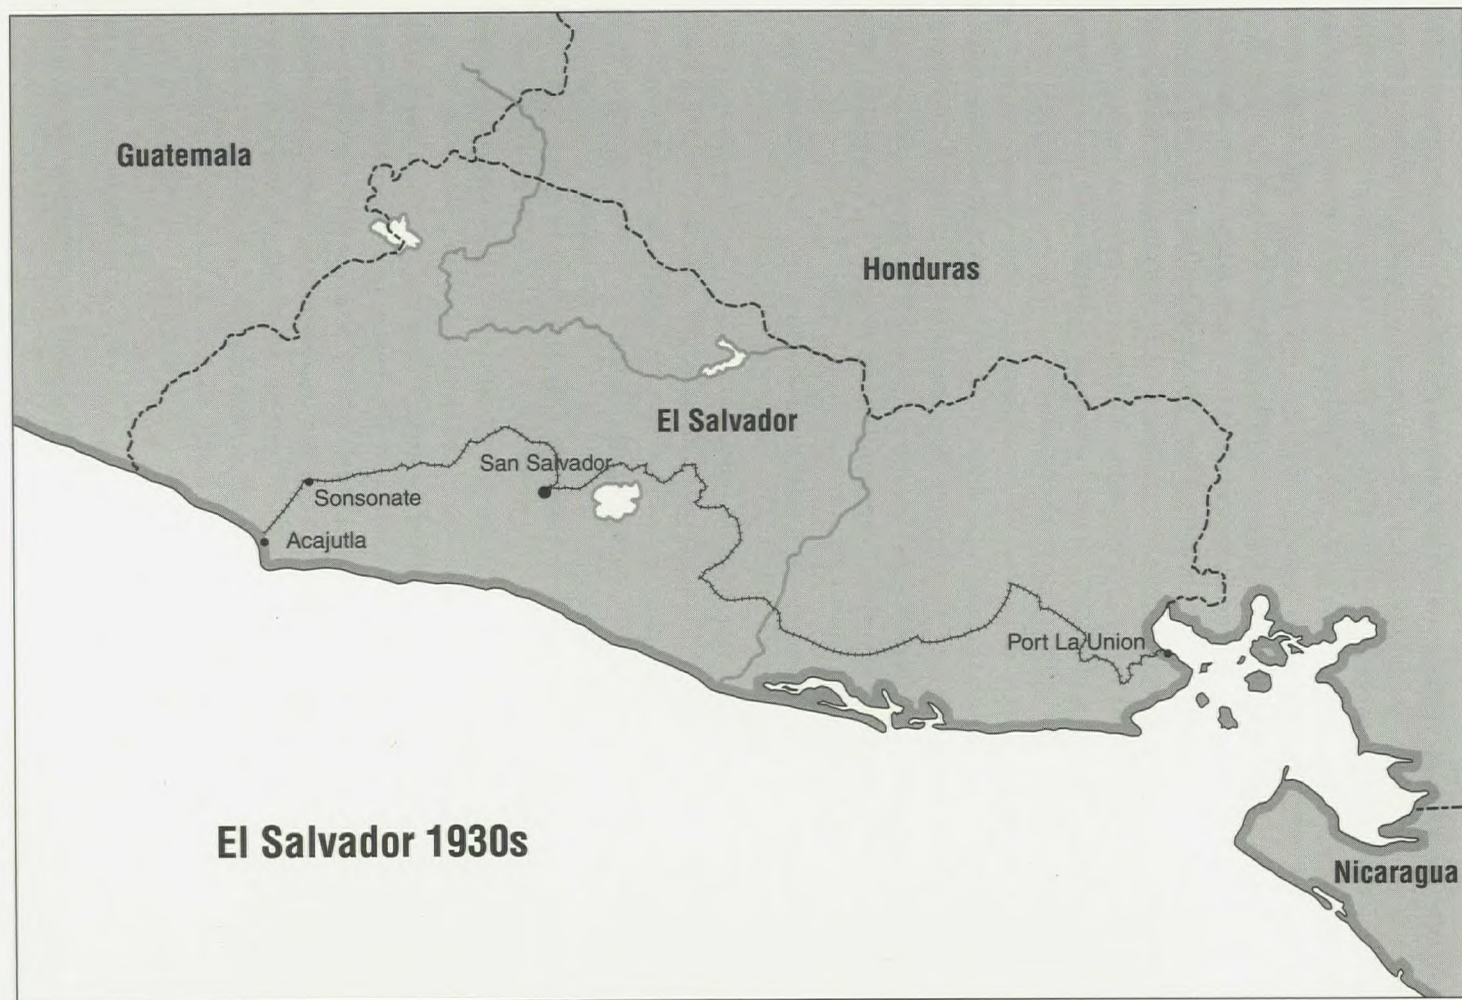 Guatemala
Honduras
El Salvador
San Salvador
Sonsonate
Acajutla
Port La Union
El Salvador 1930s
Nicaragua